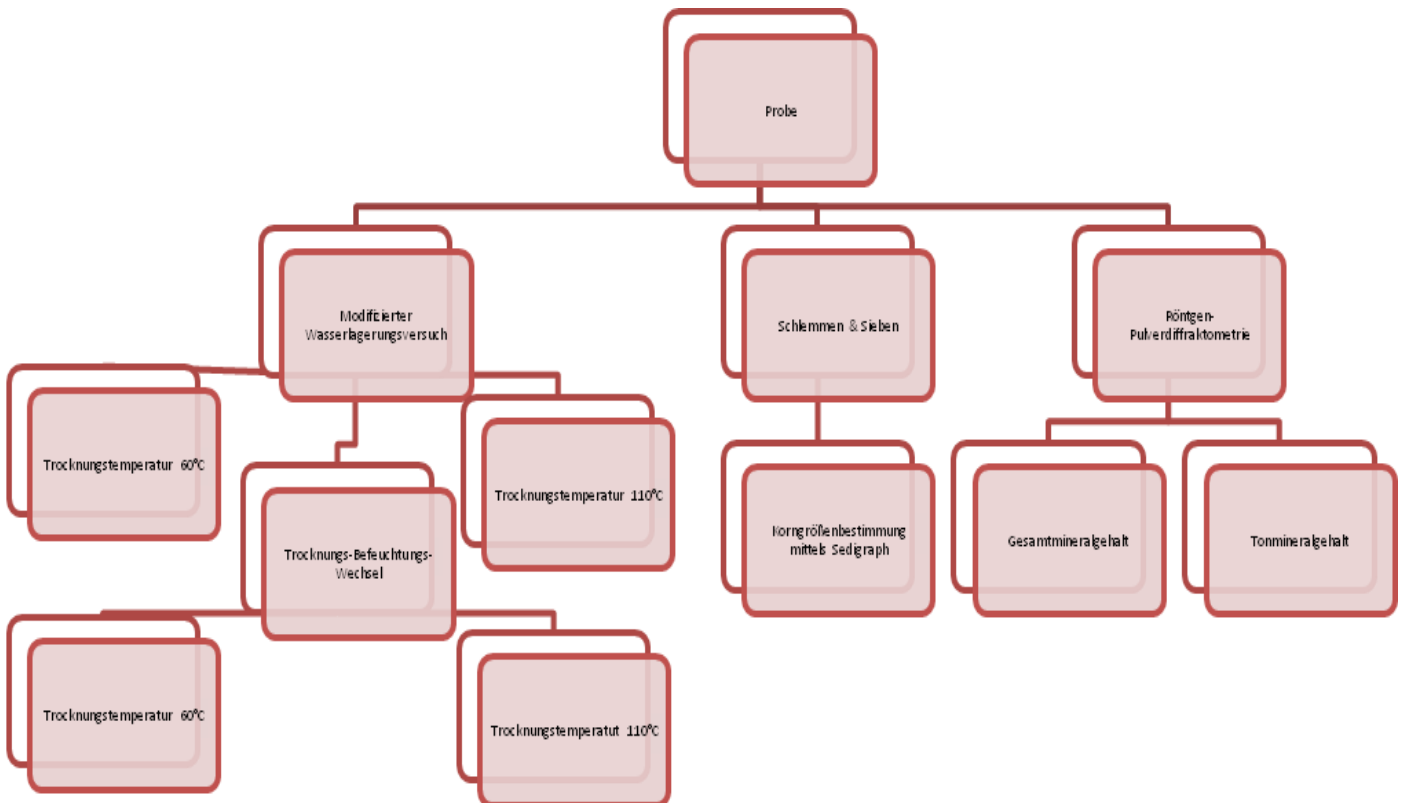 Probe
Modifizierter
Wasserlagerungsversuch
Schlemmen & Sieben
Röntgen-
Pulverdiffraktometrie
Trocknungstemperatur 60°C
Trocknungs-Befeuchtungs-
Wechsel
Trocknungstemperatur 110°C
Korngrößenbestimmung
mittels Sedigraph
Gesamtmineralgehalt
Tonmineralgehalt
Trocknungstemperatur 60°C
Trocknungstemperatut 110°C